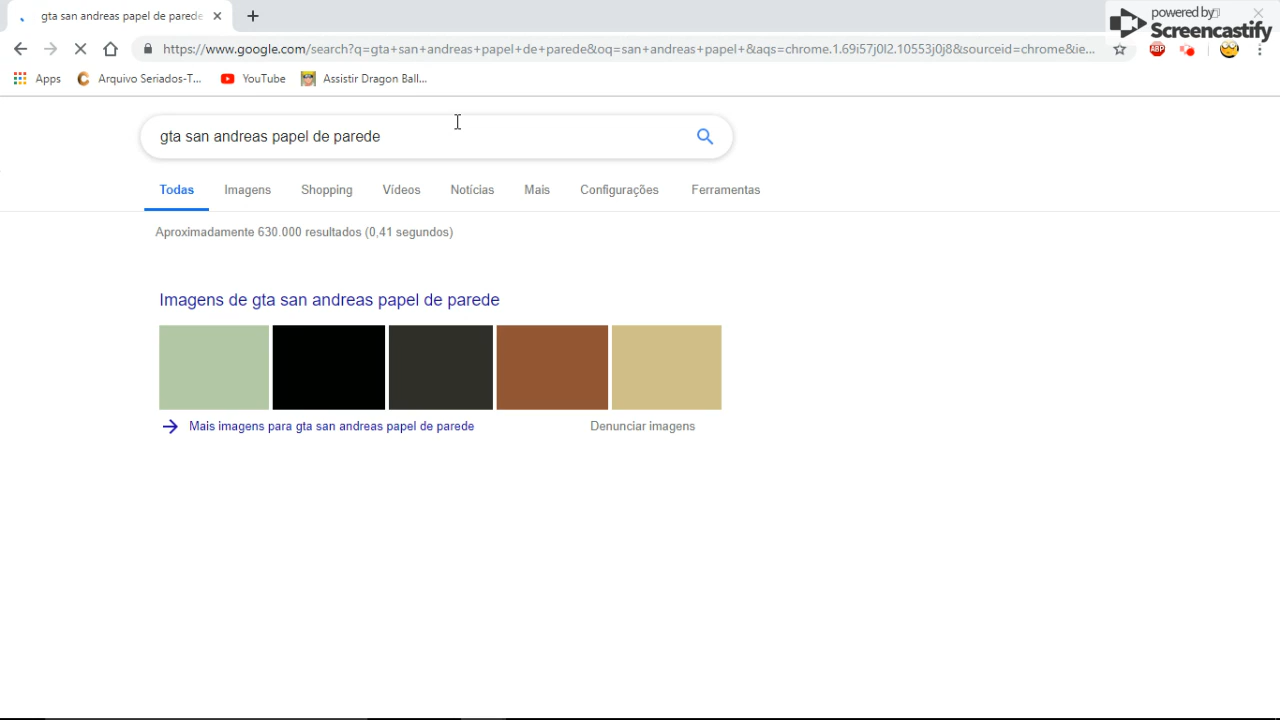 gta san andreas papel de parede
powered by
Screencastify
https://www.google.com/search?q=gta+san+andreas+papel+de+parede&oq=san+andreas+papel+&aqs=chrome.1.69i57j0l2.10553j0j8&sourceid=chrome&ie...
ABP
Apps
Arquivo Seriados-T...
YouTube
Assistir Dragon Ball...
gta san andreas papel de parede
Todas Imagens Shopping Vídeos Notícias Mais Configurações Ferramentas
Aproximadamente 630.000 resultados (0,41 segundos)
Imagens de gta san andreas papel de parede
Mais imagens para gta san andreas papel de parede Denunciar imagens